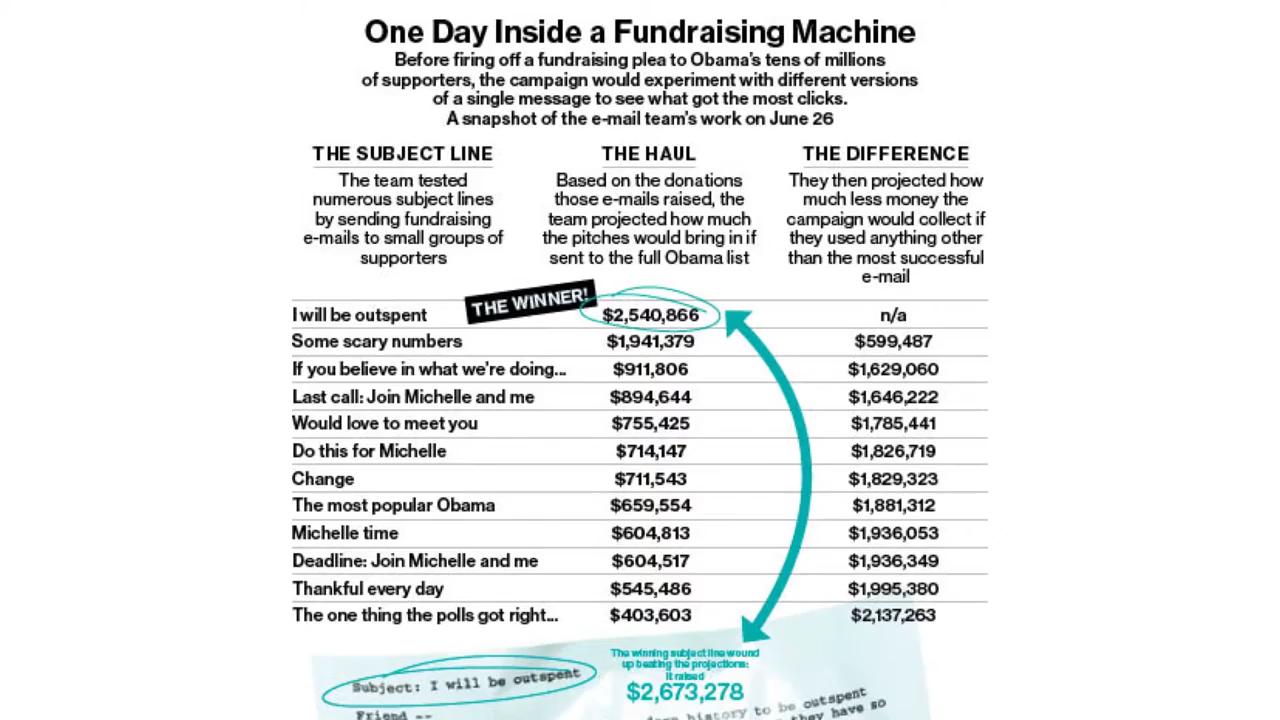 One Day Inside a Fundraising Machine
Before firing off a fundraising plea to Obama's tens of millions
of supporters, the campaign would experiment with different versions
of a single message to see what got the most clicks.
A snapshot of the e-mail team's work on June 26
THE SUBJECT LINE
The team tested
numerous subject lines
by sending fundraising
e-mails to small groups of
supporters
THE HAUL
Based on the donations
those e-mails raised, the
team projected how much
the pitches would bring in if
sent to the full Obama list
THE DIFFERENCE
They then projected how
much less money the
campaign would collect if
they used anything other
than the most successful
e-mail
THE WINNER!
I will be outspent $2,540,866 n/a
Some scary numbers $1,941,379 $599,487
If you believe in what we're doing... $911,806 $1,629,060
Last call: Join Michelle and me $894,644 $1,646,222
Would love to meet you $755,425 $1,785,441
Do this for Michelle $714,147 $1,826,719
Change $711,543 $1,829,323
The most popular Obama $659,554 $1,881,312
Michelle time $604,813 $1,936,053
Deadline: Join Michelle and me $604,517 $1,936,349
Thankful every day $545,486 $1,995,380
The one thing the polls got right... $403,603 $2,137,263
The winning subject line wound
up beating the projections:
it raised
$2,673,278
Subject: I will be outspent
Friend --
history to be outspent
they have so